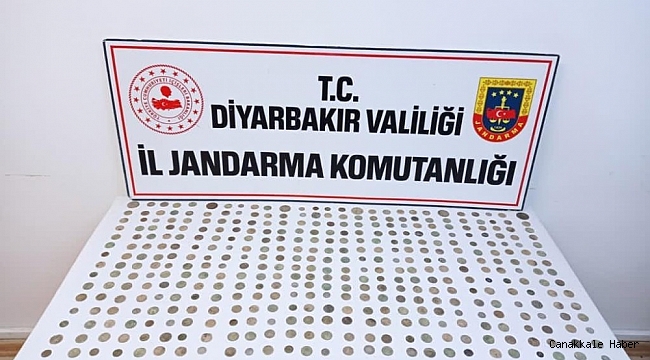 T.C.
DİYARBAKIR VALİLİĞİ
İL JANDARMA KOMUTANLIĞI
JANDARMA
Çanakkale Haber